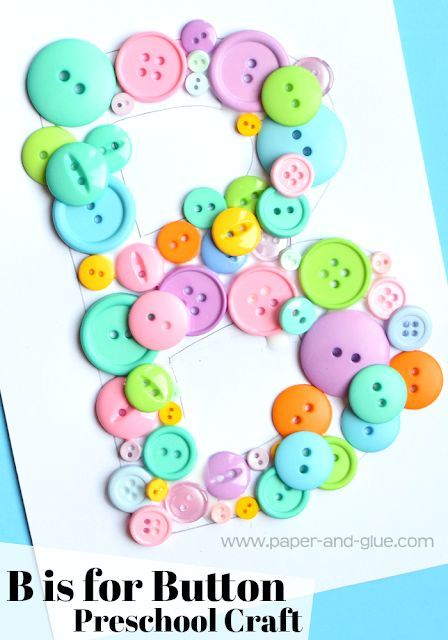 www.paper-and-glue.com
B is for Button
Preschool Craft